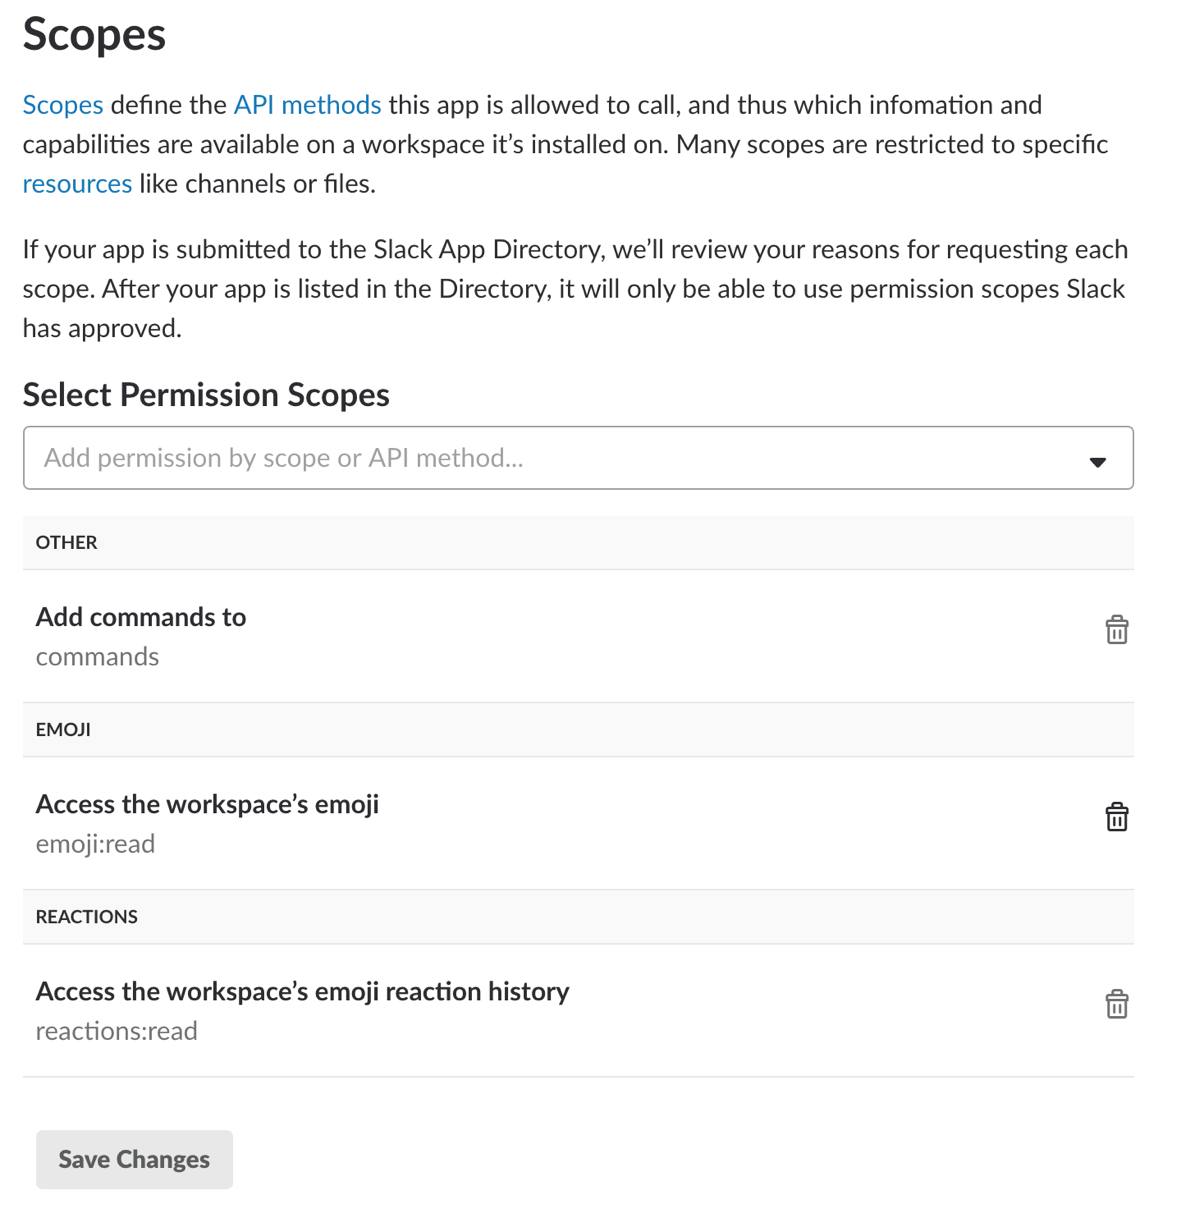 Scopes
Scopes define the API methods this app is allowed to call, and thus which infomation and
capabilities are available on a workspace it’s installed on. Many scopes are restricted to specific
resources like channels or files.
If your app is submitted to the Slack App Directory, we’ll review your reasons for requesting each
scope. After your app is listed in the Directory, it will only be able to use permission scopes Slack
has approved.
Select Permission Scopes
Add permission by scope or API method...
OTHER
Add commands to
commands
EMOJI
Access the workspace’s emoji
emoji:read
REACTIONS
Access the workspace’s emoji reaction history
reactions:read
Save Changes